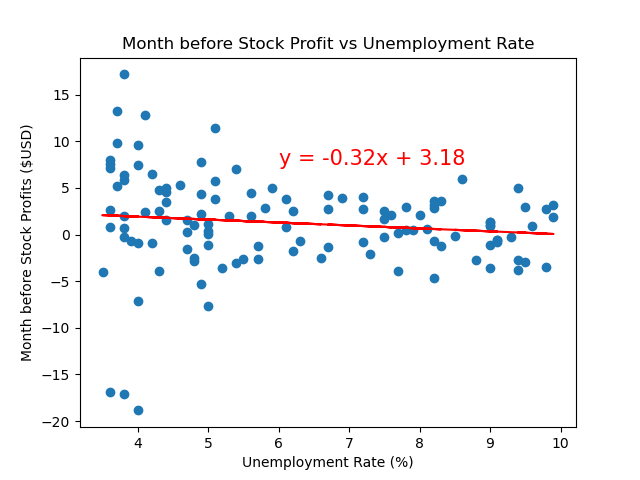 Month before Stock Profit vs Unemployment Rate
y = -0.32x + 3.18
Month before Stock Profits ($USD)
15
10
5
0
−5
−10
−15
−20
4 5 6 7 8 9 10
Unemployment Rate (%)